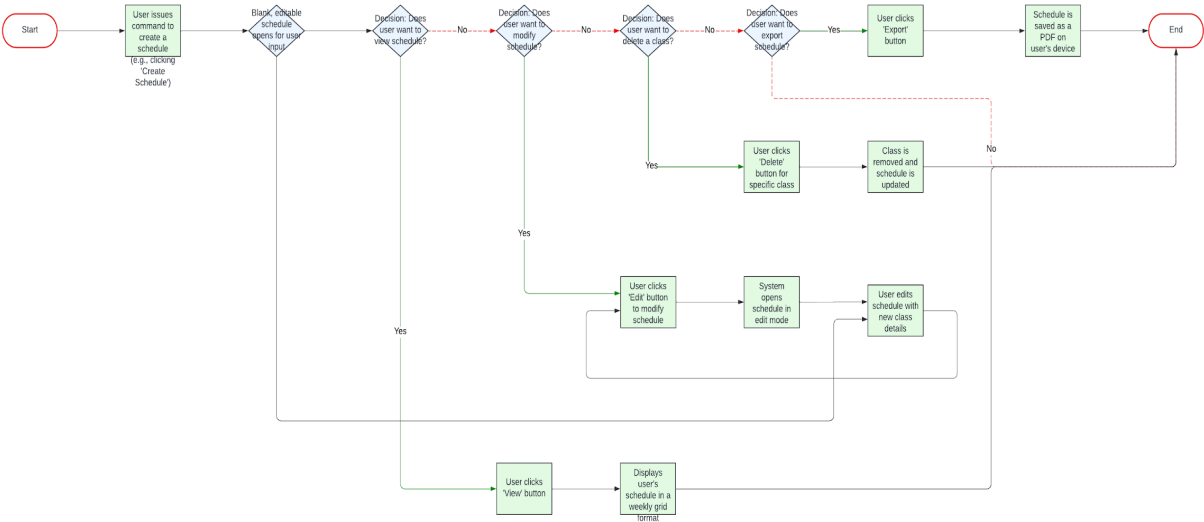 Start
User issues
command to
create a
schedule
(e.g., clicking
'Create
Schedule')
Blank, editable
schedule
opens for user
input
Decision: Does
user want to
view schedule?
No
Decision: Does
user want to
modify
schedule?
No
Decision: Does
user want to
delete a class?
No
Decision: Does
user want to
export
schedule?
Yes
User clicks
'Export'
button
Schedule is
saved as a
PDF on
user's device
End
No
Yes
User clicks
'Delete'
button for
specific class
Class is
removed and
schedule is
updated
Yes
User clicks
'Edit' button
to modify
schedule
System
opens
schedule in
edit mode
User edits
schedule with
new class
details
Yes
User clicks
'View' button
Displays
user's
schedule in a
weekly grid
format